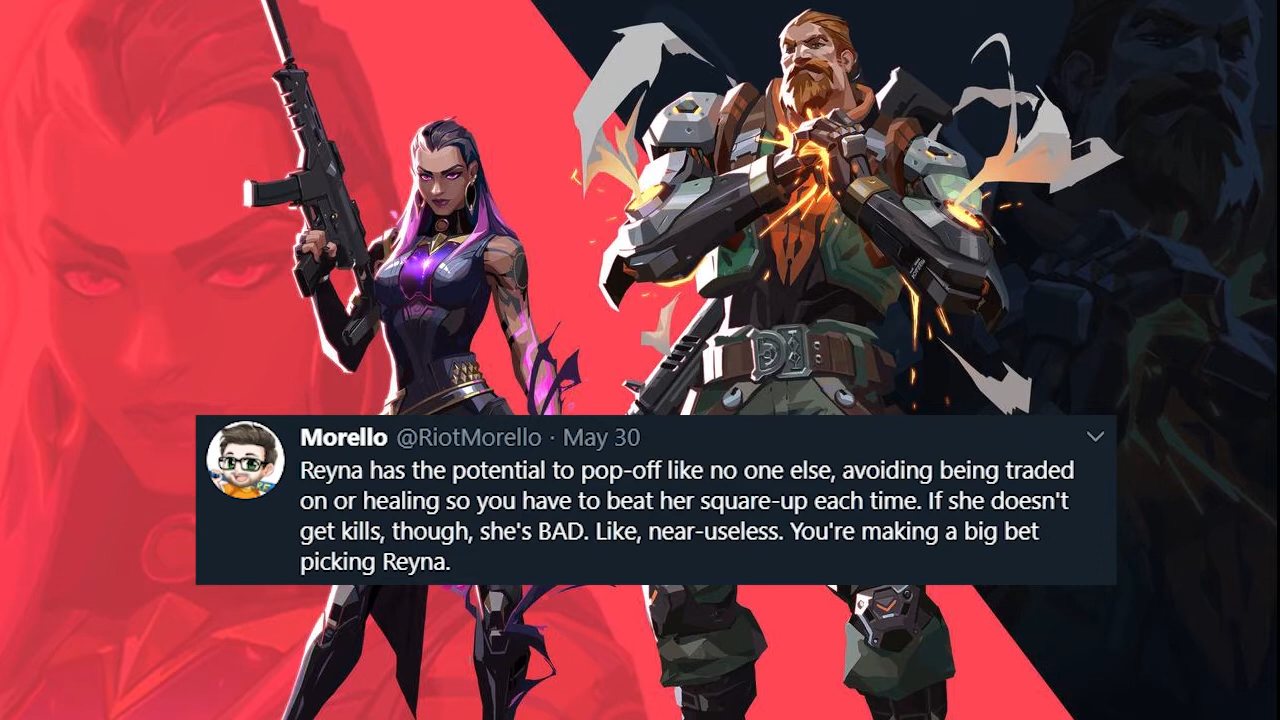 Morello @RiotMorello · May 30
Reyna has the potential to pop-off like no one else, avoiding being traded
on or healing so you have to beat her square-up each time. If she doesn't
get kills, though, she's BAD. Like, near-useless. You're making a big bet
picking Reyna.